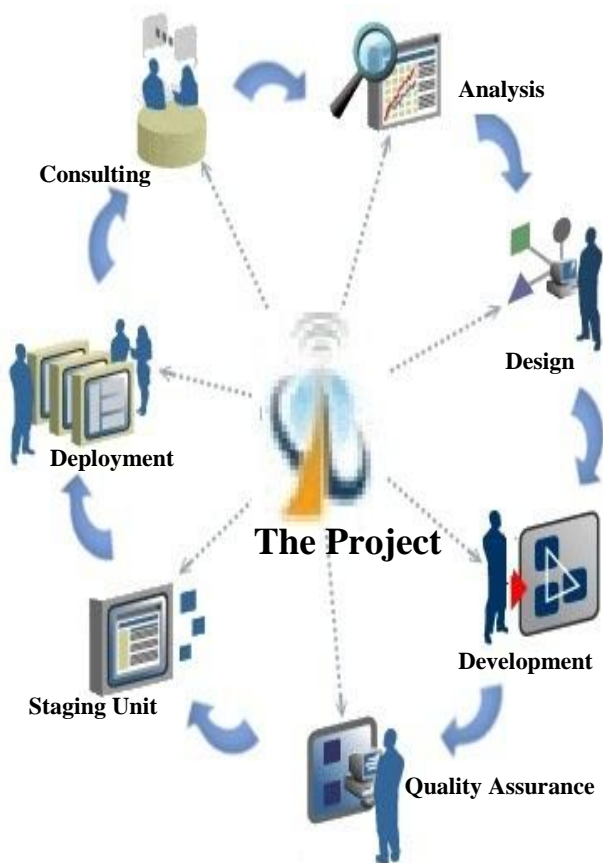 Analysis
Consulting
Design
Deployment
The Project
Development
Staging Unit
Quality Assurance